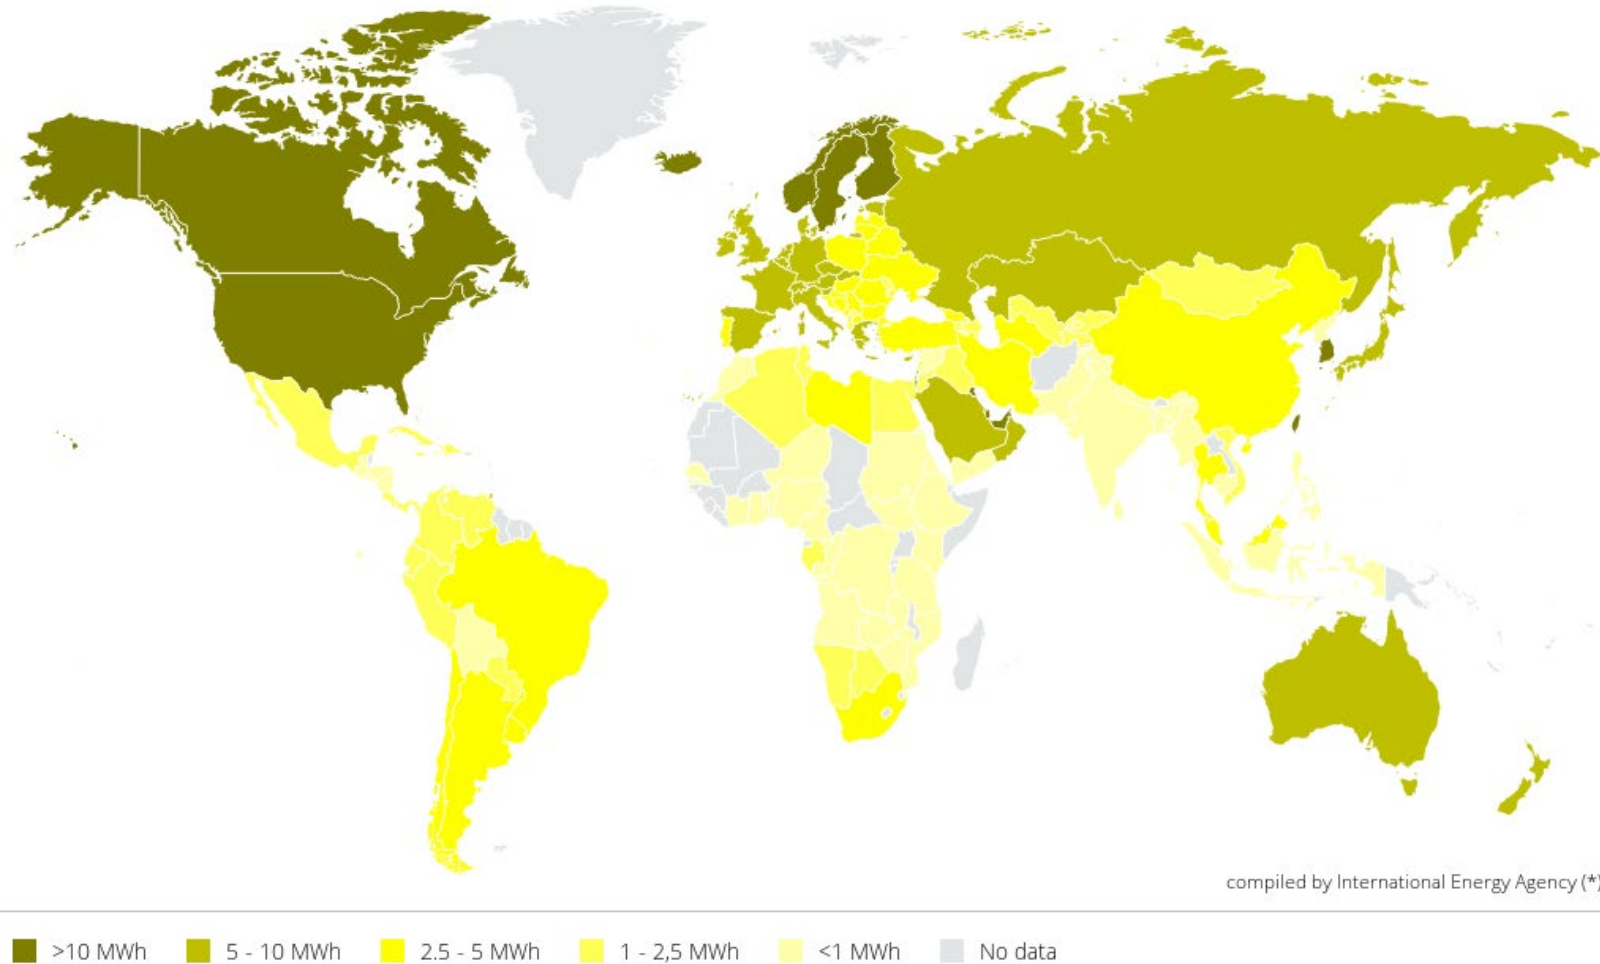 compiled by International Energy Agency (*)
>10 MWh 5 - 10 MWh 2.5 - 5 MWh 1 - 2,5 MWh <1 MWh No data